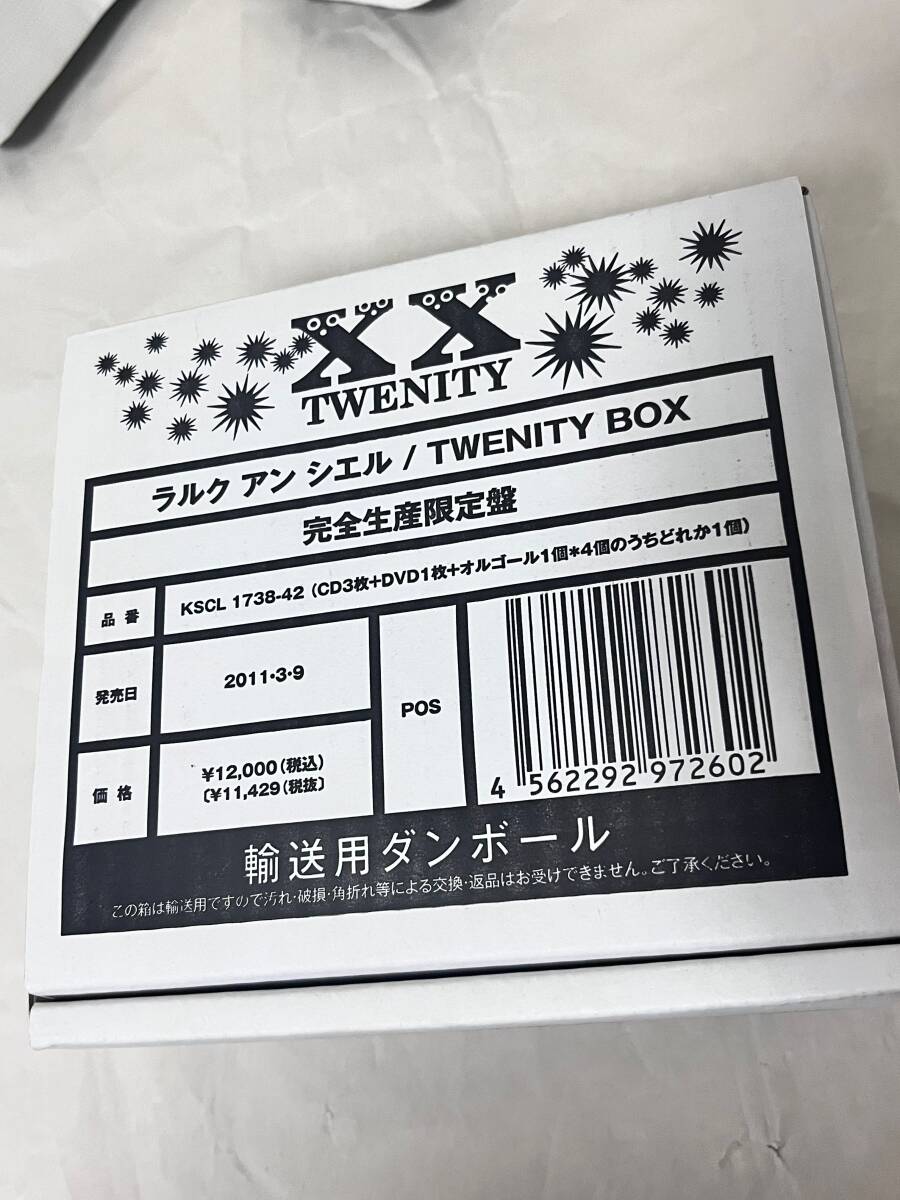 XX
TWENITY
ラルク アン シエル / TWENITY BOX
完全生産限定盤
品番 KSCL 1738-42 (CD3枚+DVD1枚+オルゴール1個*4個のうちどれか1個)
発売日 2011・3・9
価格 ¥12,000(税込)
〔¥11,429(税抜〕
POS
4 562292 972602
輸送用ダンボール
この箱は輸送用ですので汚れ・破損・角折れ等による交換・返品はお受けできません。ご了承ください。